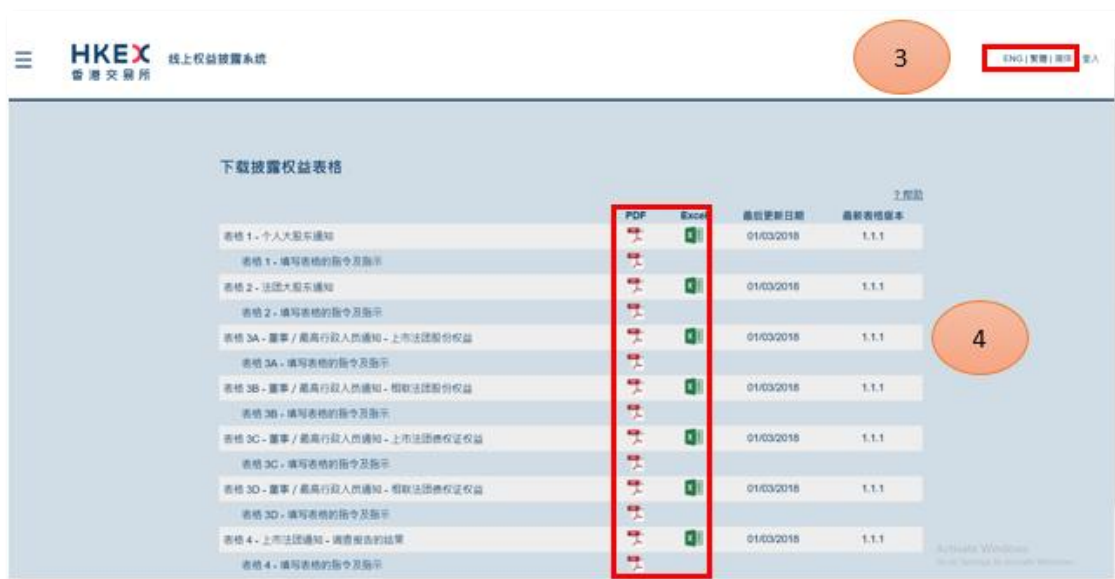 HKEX 线上权益披露系统
香港交易所
3
ENG | 繁體 | 简体 登入
下载披露权益表格
? 帮助
PDF Excel 最后更新日期 最新表格版本
表格 1 - 个人大股东通知 01/03/2018 1.1.1
表格 1 - 填写表格的指令及指示
表格 2 - 法团大股东通知 01/03/2018 1.1.1
表格 2 - 填写表格的指令及指示
表格 3A - 董事 / 最高行政人员通知 - 上市法团股份权益 01/03/2018 1.1.1
4
表格 3A - 填写表格的指令及指示
表格 3B - 董事 / 最高行政人员通知 - 相联法团股份权益 01/03/2018 1.1.1
表格 3B - 填写表格的指令及指示
表格 3C - 董事 / 最高行政人员通知 - 上市法团债权证权益 01/03/2018 1.1.1
表格 3C - 填写表格的指令及指示
表格 3D - 董事 / 最高行政人员通知 - 相联法团债权证权益 01/03/2018 1.1.1
表格 3D - 填写表格的指令及指示
表格 4 - 上市法团通知 - 调查报告的结果 01/03/2018 1.1.1
Activate Windows
表格 4 - 填写表格的指令及指示
Go to Settings to activate Windows.